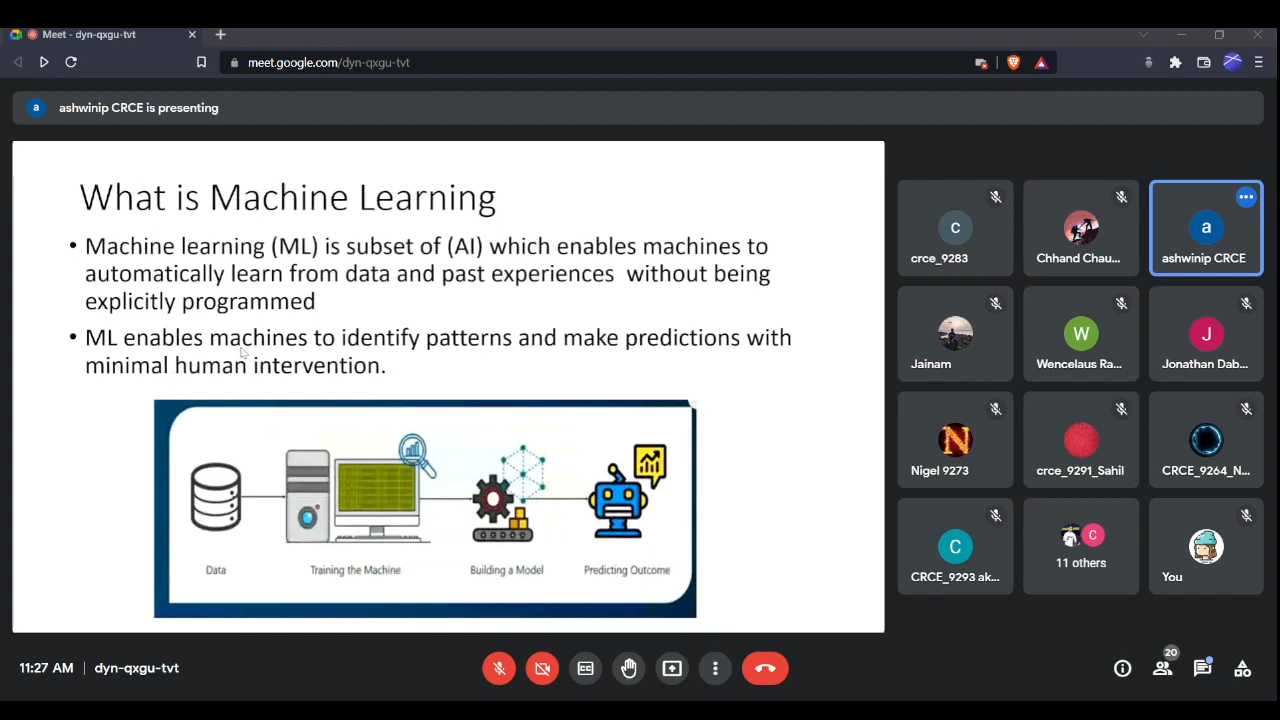 Meet - dyn-qxgu-tvt
meet.google.com/dyn-qxgu-tvt
a
ashwinip CRCE is presenting
What is Machine Learning
• Machine learning (ML) is subset of (AI) which enables machines to
automatically learn from data and past experiences without being
explicitly programmed
• ML enables machines to identify patterns and make predictions with
minimal human intervention.
Data
Training the Machine
Building a Model
Predicting Outcome
c
crce_9283
Chhand Chau...
a
ashwinip CRCE
Jainam
W
Wencelaus Ra...
J
Jonathan Dab...
N
Nigel 9273
crce_9291_Sahil
CRCE_9264_N...
C
CRCE_9293 ak...
C
11 others
You
11:27 AM
dyn-qxgu-tvt
20